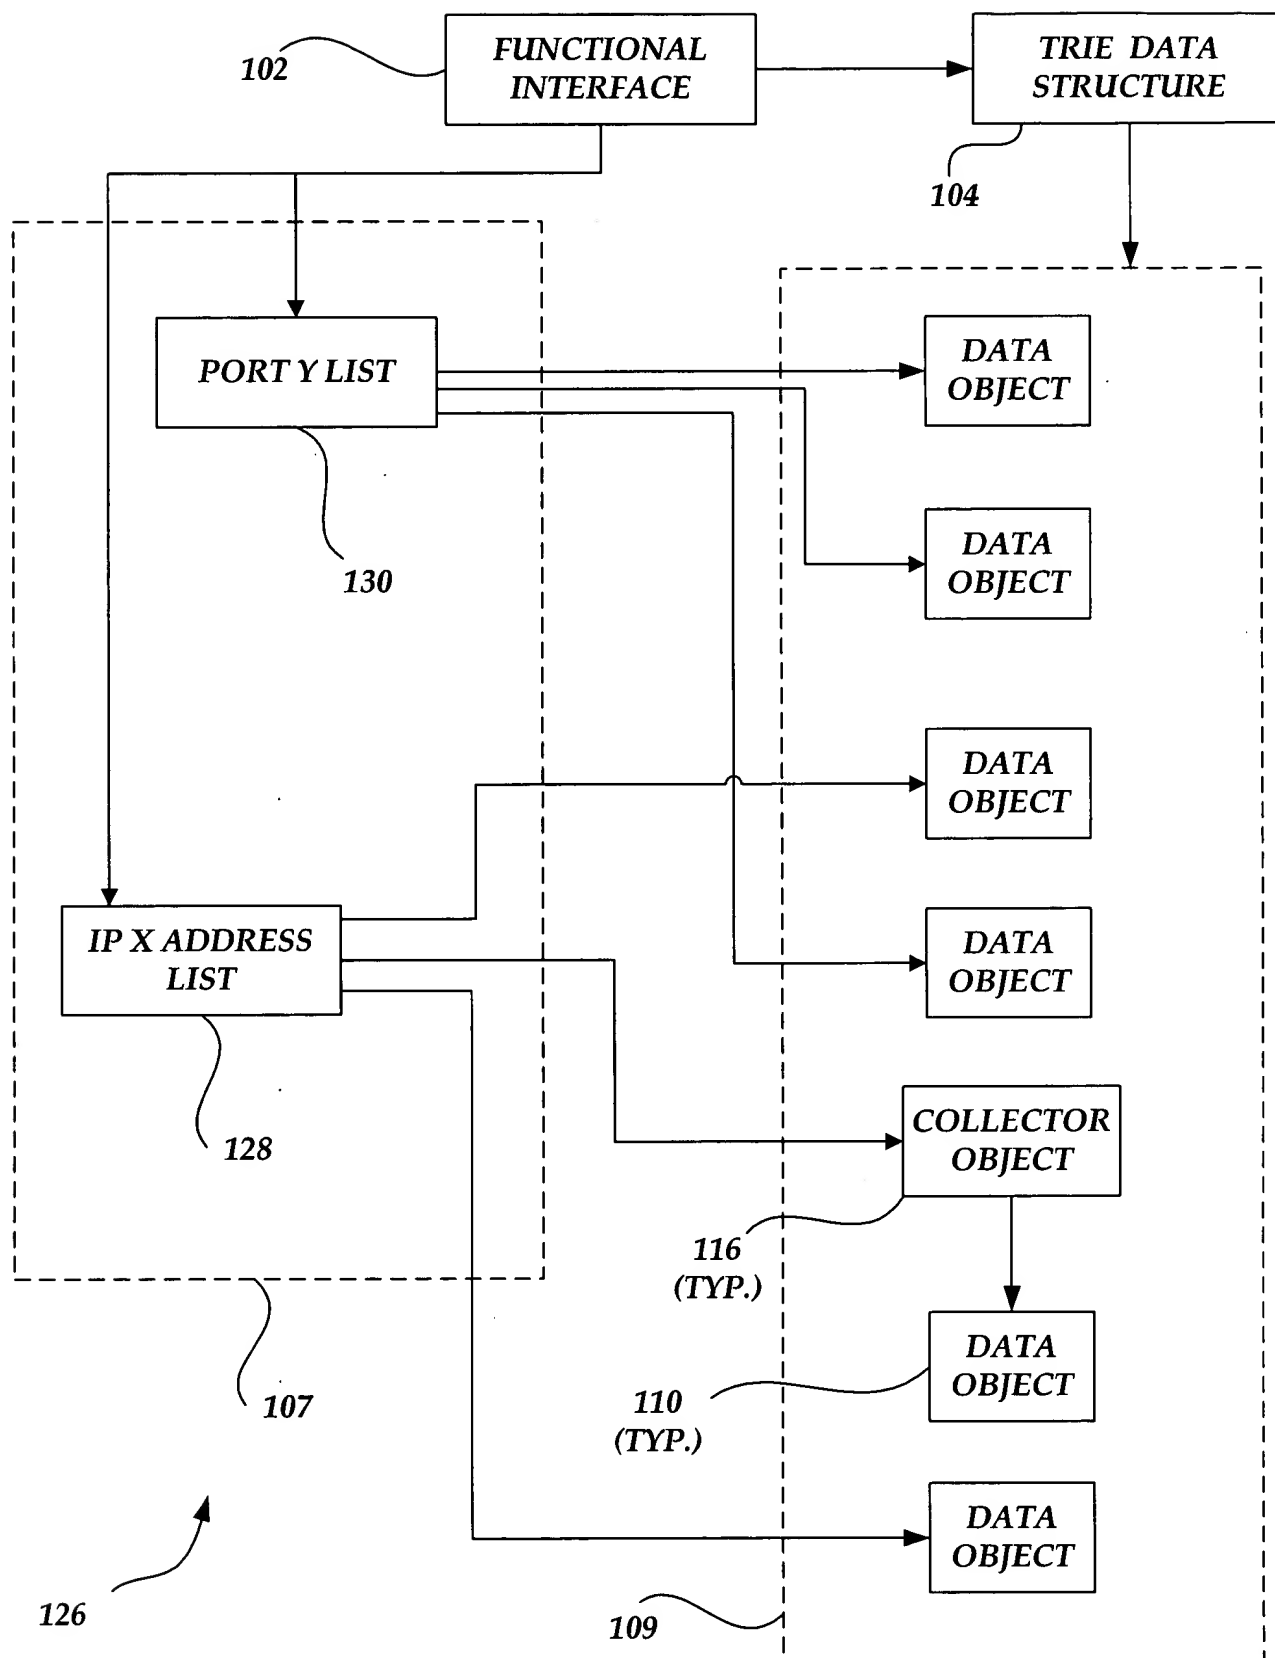 FUNCTIONAL
INTERFACE
TRIE DATA
STRUCTURE
102
104
PORT Y LIST
DATA
OBJECT
130
DATA
OBJECT
DATA
OBJECT
IP X ADDRESS
LIST
DATA
OBJECT
128
COLLECTOR
OBJECT
116
(TYP.)
DATA
OBJECT
107
110
(TYP.)
DATA
OBJECT
126
109